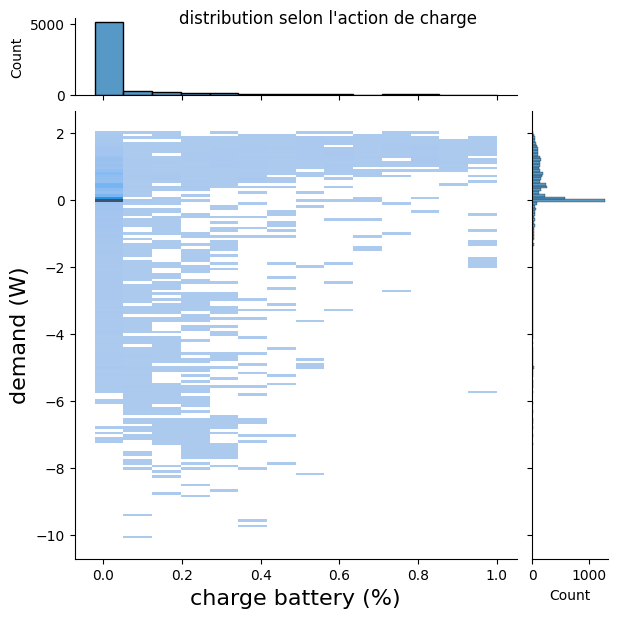 distribution selon l'action de charge
5000
0
Count
2
0
−2
−4
−6
−8
−10
demand (W)
0.0 0.2 0.4 0.6 0.8 1.0
charge battery (%)
0 1000
Count